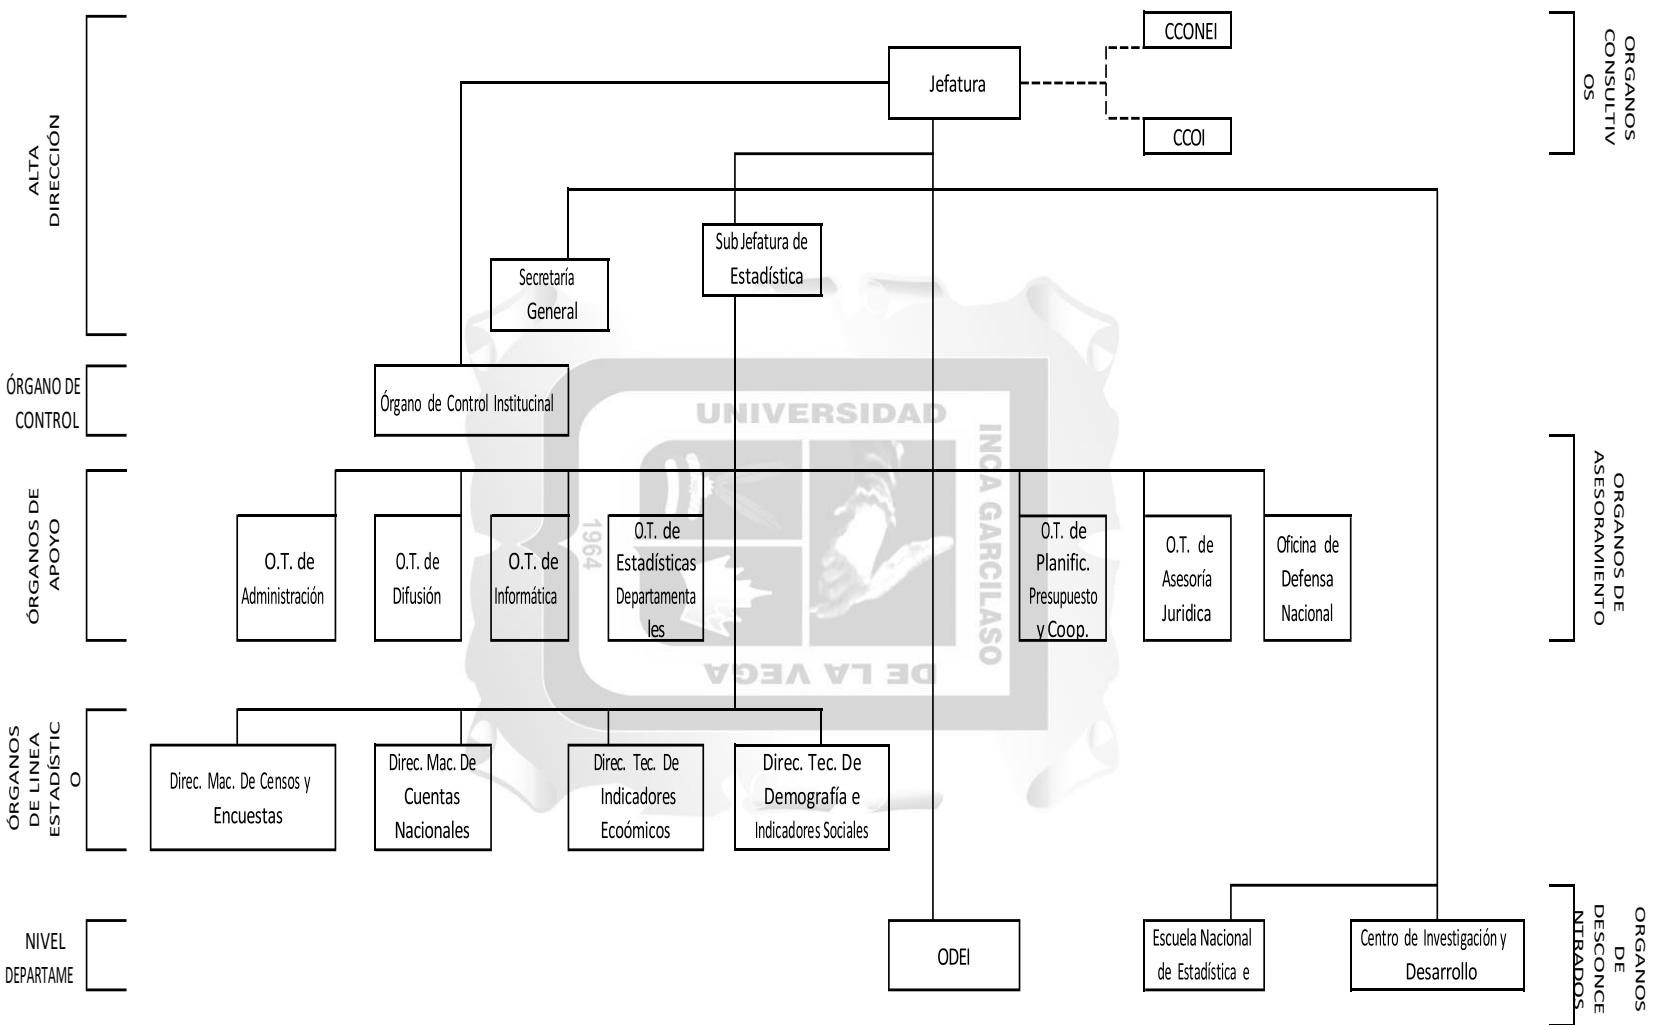 CCONEI
Jefatura
CCOI
ORGANOS
CONSULTIV
OS
ALTA
DIRECCIÓN
Sub Jefatura de
Estadística
Secretaría
General
ÓRGANO DE
CONTROL
Órgano de Control Institucinal
UNIVERSIDAD
INCA GARCILASO
DE LA VEGA
1964
ÓRGANOS DE
APOYO
O.T. de
Administración
O.T. de
Difusión
O.T. de
Informática
O.T. de
Estadísticas
Departamenta
les
O.T. de
Planific.
Presupuesto
y Coop.
O.T. de
Asesoría
Juridica
Oficina de
Defensa
Nacional
ORGANOS DE
ASESORAMIENTO
ÓRGANOS
DE LINEA
ESTADÍSTIC
O
Direc. Mac. De Censos y
Encuestas
Direc. Mac. De
Cuentas
Nacionales
Direc. Tec. De
Indicadores
Ecoómicos
Direc. Tec. De
Demografía e
Indicadores Sociales
NIVEL
DEPARTAME
ODEI
Escuela Nacional
de Estadística e
Centro de Investigación y
Desarrollo
ORGANOS
DE
DESCONCE
NTRADOS